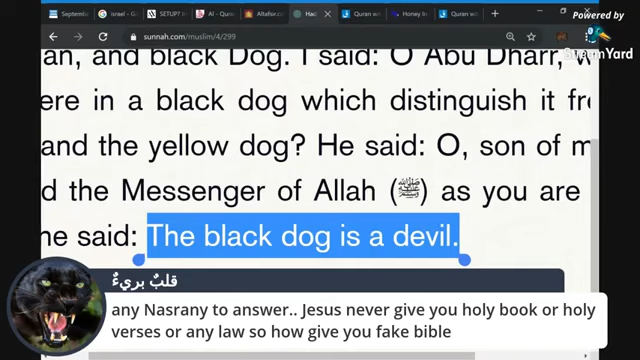 Septembe
israel - G
SETUP? I
AI - Qura
Altafsir.c
Had
Quran w
Honey In
Quran w
Powered by
StreamYard
sunnah.com/muslim/4/299
an, and black Dog. I said: O Abu Dharr, w
ere in a black dog which distinguish it fr
and the yellow dog? He said: O, son of m
d the Messenger of Allah (ﷺ) as you are
he said: The black dog is a devil.
قلبٌ بريءٌ
any Nasrany to answer.. Jesus never give you holy book or holy
verses or any law so how give you fake bible